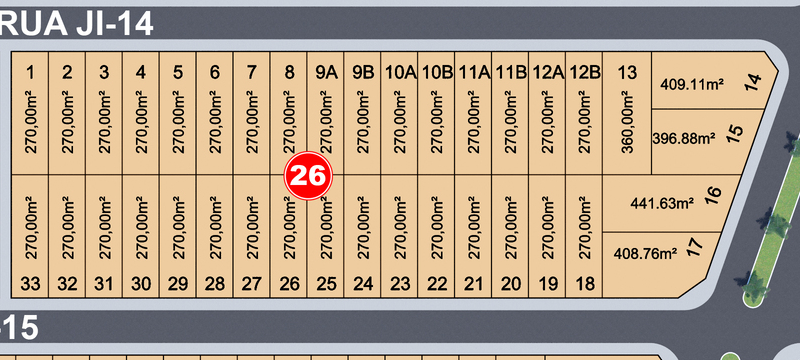 RUA JI-14
1 2 3 4 5 6 7 8 9A 9B 10A 10B 11A 11B 12A 12B 13
270,00m² 270,00m² 270,00m² 270,00m² 270,00m² 270,00m² 270,00m² 270,00m² 270,00m² 270,00m² 270,00m² 270,00m² 270,00m² 270,00m² 270,00m² 270,00m² 360,00m²
409.11m² 14
396.88m² 15
26
441.63m² 16
408.76m² 17
270,00m² 270,00m² 270,00m² 270,00m² 270,00m² 270,00m² 270,00m² 270,00m² 270,00m² 270,00m² 270,00m² 270,00m² 270,00m² 270,00m² 270,00m² 270,00m²
33 32 31 30 29 28 27 26 25 24 23 22 21 20 19 18
-15